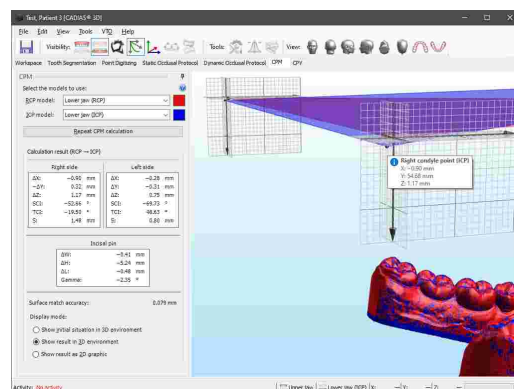 Test, Patient 3 [CADIAS® 3D]
File Edit View Tools VTO Help
Visibility: Tools: View:
Workspace Tooth Segmentation Point Digitizing Static Occlusal Protocol Dynamic Occlusal Protocol CPM CPV
CPM
Select the models to use:
RCP model: Lower jaw (RCP)
ICP model: Lower jaw (ICP)
Repeat CPM calculation
Calculation result (RCP → ICP)
Right side Left side
ΔX: −0.90 mm ΔX: −0.28 mm
−ΔY: 0.32 mm ΔY: −0.31 mm
ΔZ: 1.17 mm ΔZ: 0.75 mm
SCI: −52.66 ° SCI: −69.73 °
TCI: −19.50 ° TCI: 48.63 °
S: 1.48 mm S: 0.80 mm
Incisal pin
ΔW: −0.41 mm
ΔH: −5.24 mm
ΔL: −0.48 mm
Gamma: −2.35 °
Surface match accuracy: 0.079 mm
Display mode:
Show initial situation in 3D environment
Show result in 3D environment
Show result as 2D graphic
Right condyle point (ICP)
X: −0.90 mm
Y: 54.68 mm
Z: 1.17 mm
Activity: No activity
Upper jaw Lower jaw (ICP) X: −Y: −Z: −